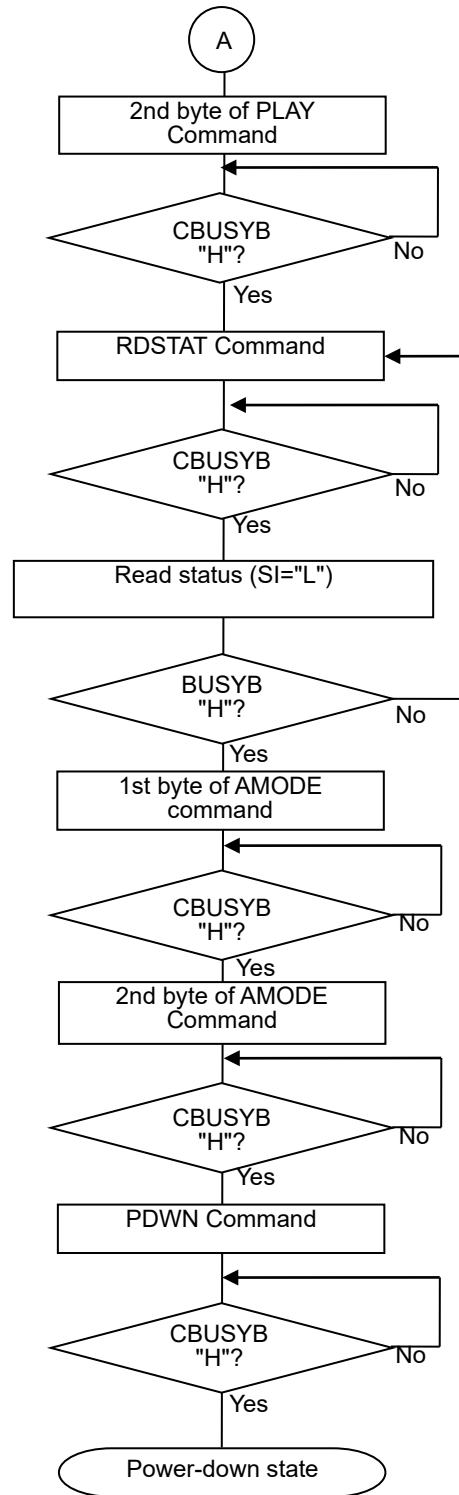 A
2nd byte of PLAY
Command
CBUSYB
"H"?
No
Yes
RDSTAT Command
CBUSYB
"H"?
No
Yes
Read status (SI="L")
BUSYB
"H"?
No
Yes
1st byte of AMODE
command
CBUSYB
"H"?
No
Yes
2nd byte of AMODE
Command
CBUSYB
"H"?
No
Yes
PDWN Command
CBUSYB
"H"?
No
Yes
Power-down state